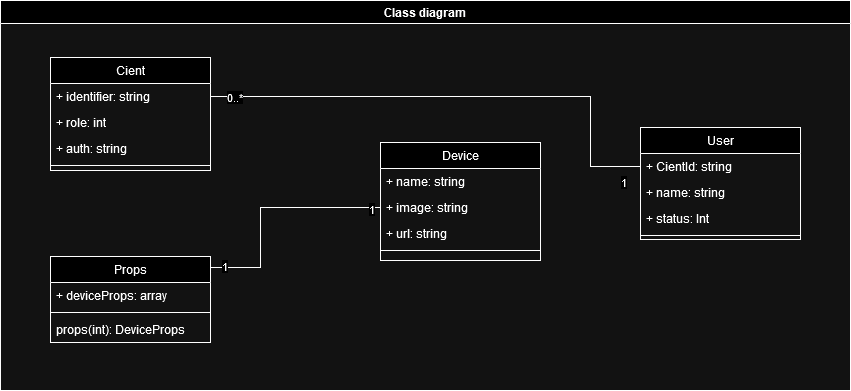 Class diagram
Cient
+ identifier: string
+ role: int
+ auth: string
0..*
Device
+ name: string
+ image: string
+ url: string
1
User
+ CientId: string
+ name: string
+ status: Int
1
Props
+ deviceProps: array
props(int): DeviceProps
1